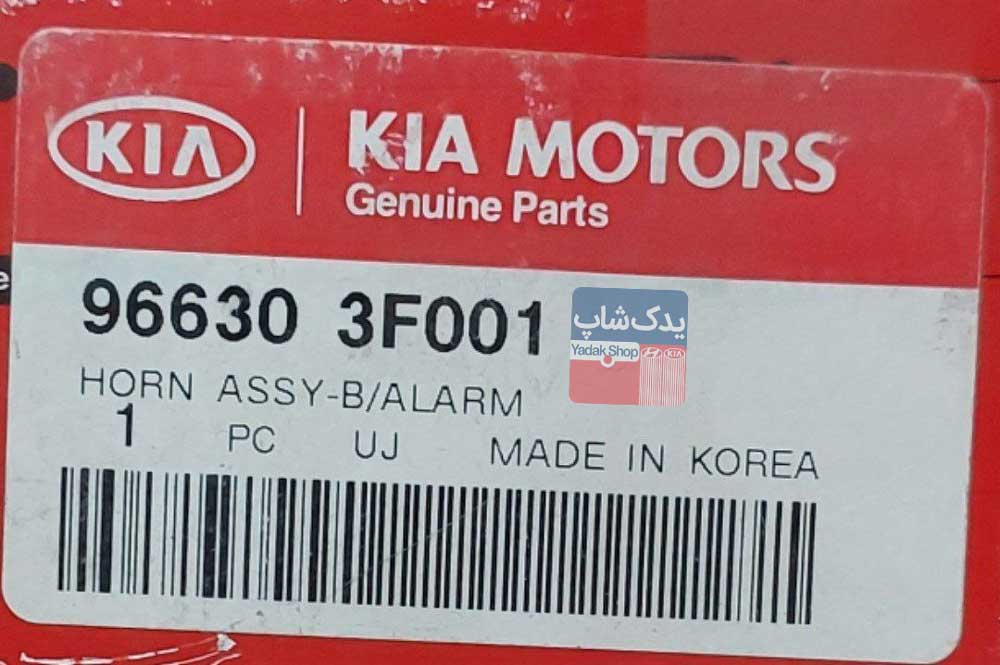 KIA
KIA MOTORS
Genuine Parts
96630 3F001
یدک‌شاپ
Yadak Shop
KIA
HORN ASSY-B/ALARM
1 PC UJ MADE IN KOREA
e